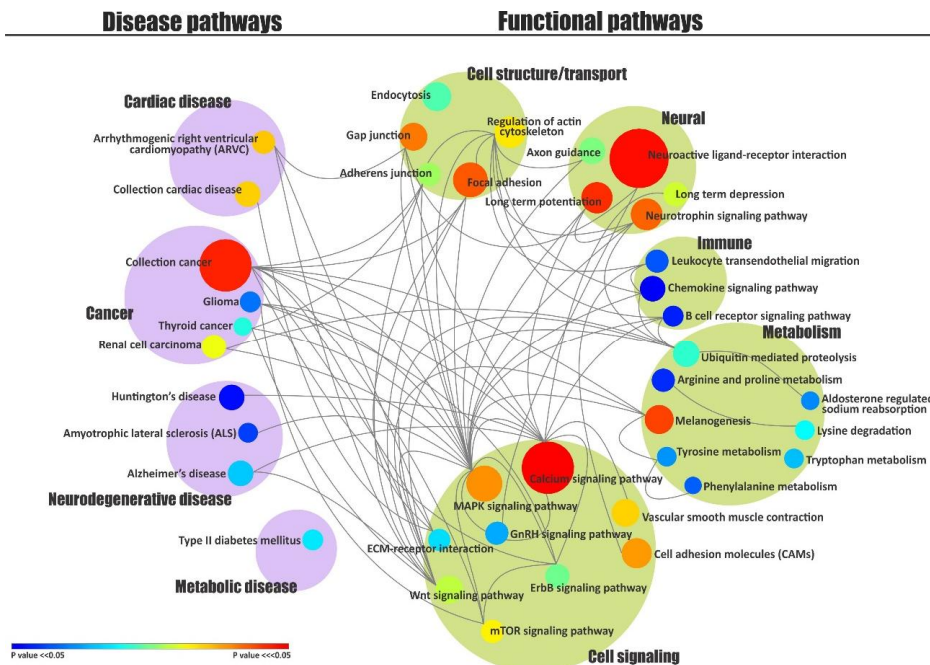 Disease pathways
Functional pathways
Cardiac disease
Arrhythmogenic right ventricular
cardiomyopathy (ARVC)
Collection cardiac disease
Collection cancer
Glioma
Cancer
Thyroid cancer
Renal cell carcinoma
Huntington's disease
Amyotrophic lateral sclerosis (ALS)
Alzheimer's disease
Neurodegenerative disease
Type II diabetes mellitus
Metabolic disease
Cell structure/transport
Endocytosis
Regulation of actin
cytoskeleton
Gap junction
Adherens junction
Focal adhesion
Neural
Axon guidance
Neuroactive ligand-receptor interaction
Long term potentiation
Long term depression
Neurotrophin signaling pathway
Immune
Leukocyte transendothelial migration
Chemokine signaling pathway
B cell receptor signaling pathway
Metabolism
Ubiquitin mediated proteolysis
Arginine and proline metabolism
Aldosterone regulated
sodium reabsorption
Melanogenesis
Lysine degradation
Tyrosine metabolism
Tryptophan metabolism
Phenylalanine metabolism
Calcium signaling pathway
MAPK signaling pathway
Vascular smooth muscle contraction
GnRH signaling pathway
ECM-receptor interaction
Cell adhesion molecules (CAMs)
ErbB signaling pathway
Wnt signaling pathway
mTOR signaling pathway
Cell signaling
P value <<0.05
P value <<<0.05